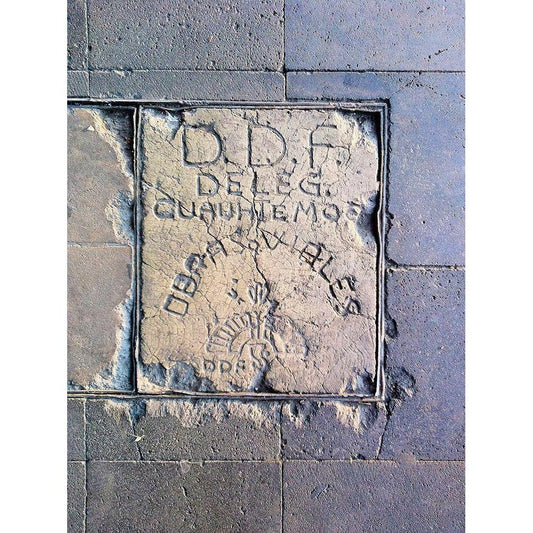 D.D.F.
DELEG.
CUAUHTEMOC
OBRAS VIALES
DDF